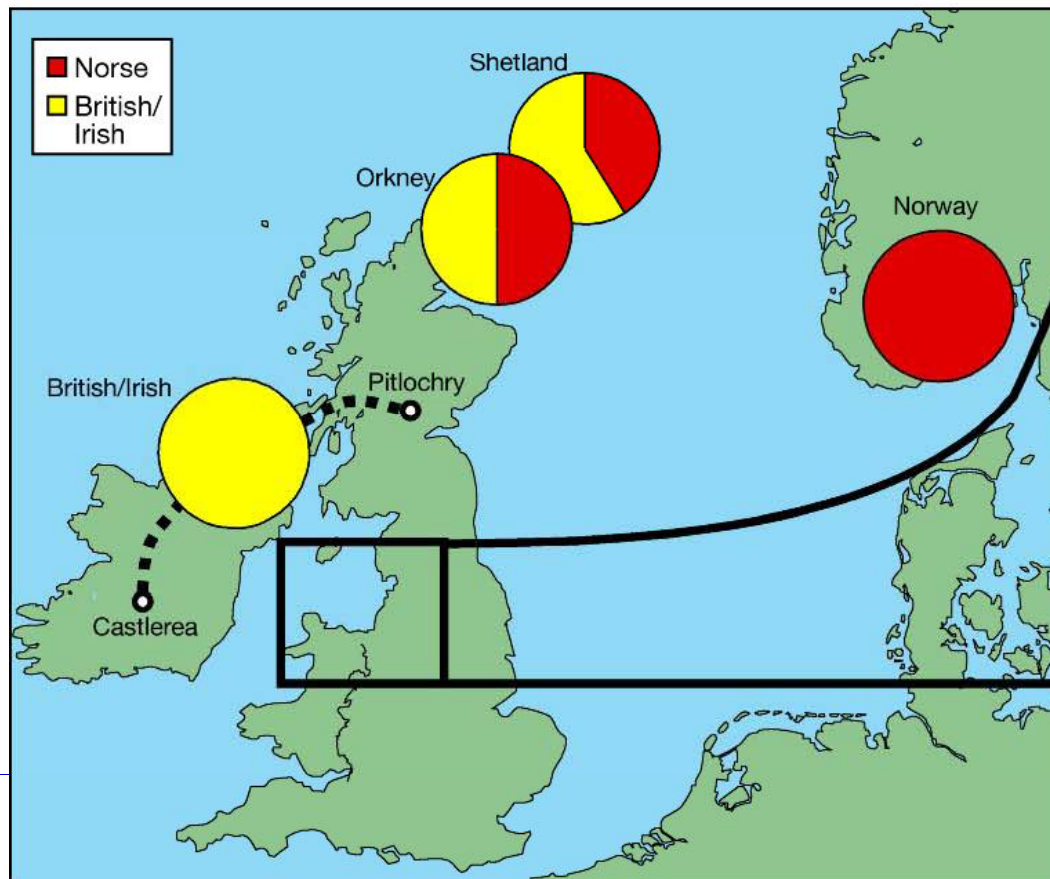 Norse
British/
Irish
Shetland
Orkney
Norway
British/Irish
Pitlochry
Castlerea